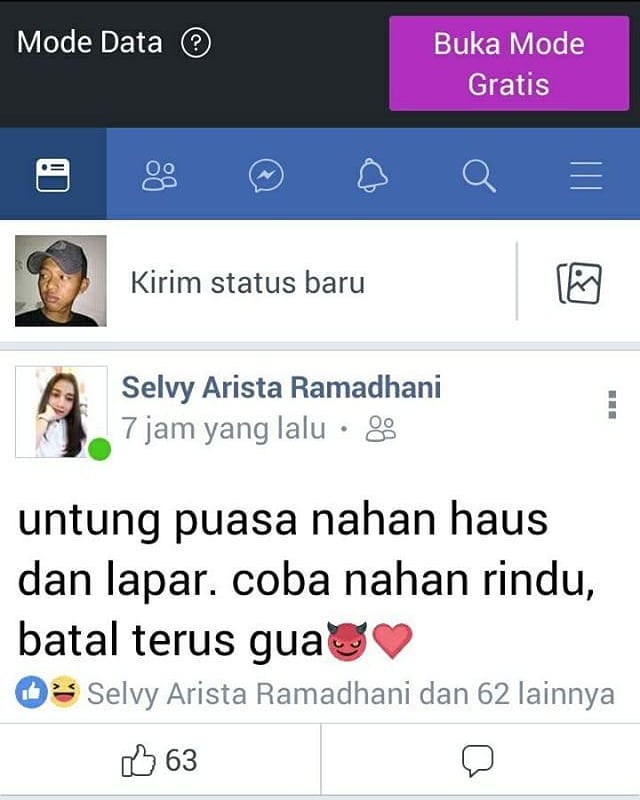 Mode Data ?
Buka Mode
Gratis
Kirim status baru
Selvy Arista Ramadhani
7 jam yang lalu ·
untung puasa nahan haus
dan lapar. coba nahan rindu,
batal terus gua😈❤
Selvy Arista Ramadhani dan 62 lainnya
63